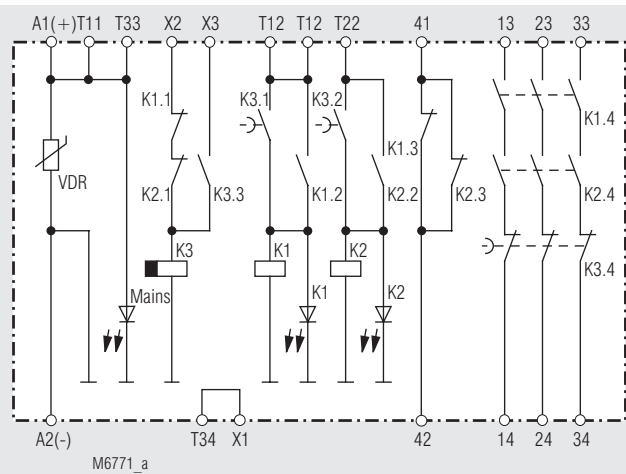 A1(+) T11 T33 X2 X3 T12 T12 T22 41 13 23 33
K1.1 K3.1 K3.2
K1.3 K1.4
VDR K2.1 K3.3 K1.2 K2.2 K2.3 K2.4
K3 K1 K2 K3.4
Mains K1 K2
A2(-) T34 X1 42 14 24 34
M6771_a